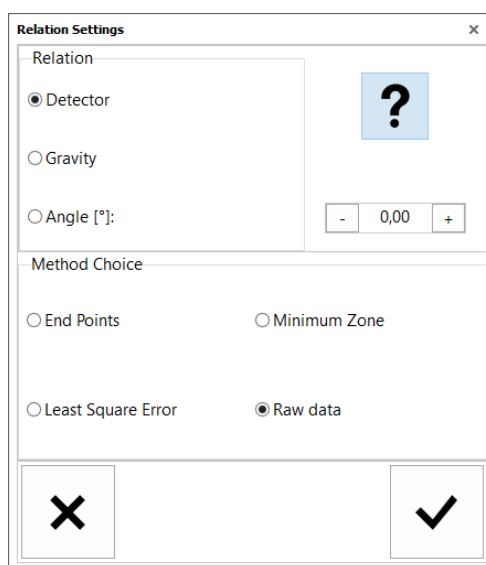 Relation Settings
Relation
Detector
?
Gravity
Angle [°]:
- 0,00 +
Method Choice
End Points
Minimum Zone
Least Square Error
Raw data